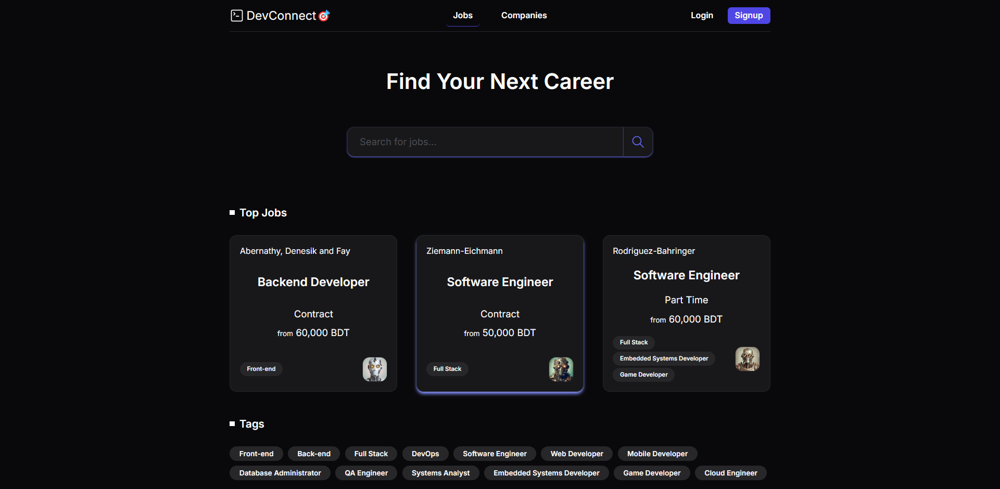 DevConnect🎯
Jobs
Companies
Login
Signup
Find Your Next Career
Search for jobs...
Top Jobs
Abernathy, Denesik and Fay
Backend Developer
Contract
from 60,000 BDT
Front-end
Ziemann-Eichmann
Software Engineer
Contract
from 50,000 BDT
Full Stack
Rodriguez-Bahringer
Software Engineer
Part Time
from 60,000 BDT
Full Stack
Embedded Systems Developer
Game Developer
Tags
Front-end Back-end Full Stack DevOps Software Engineer Web Developer Mobile Developer
Database Administrator QA Engineer Systems Analyst Embedded Systems Developer Game Developer Cloud Engineer